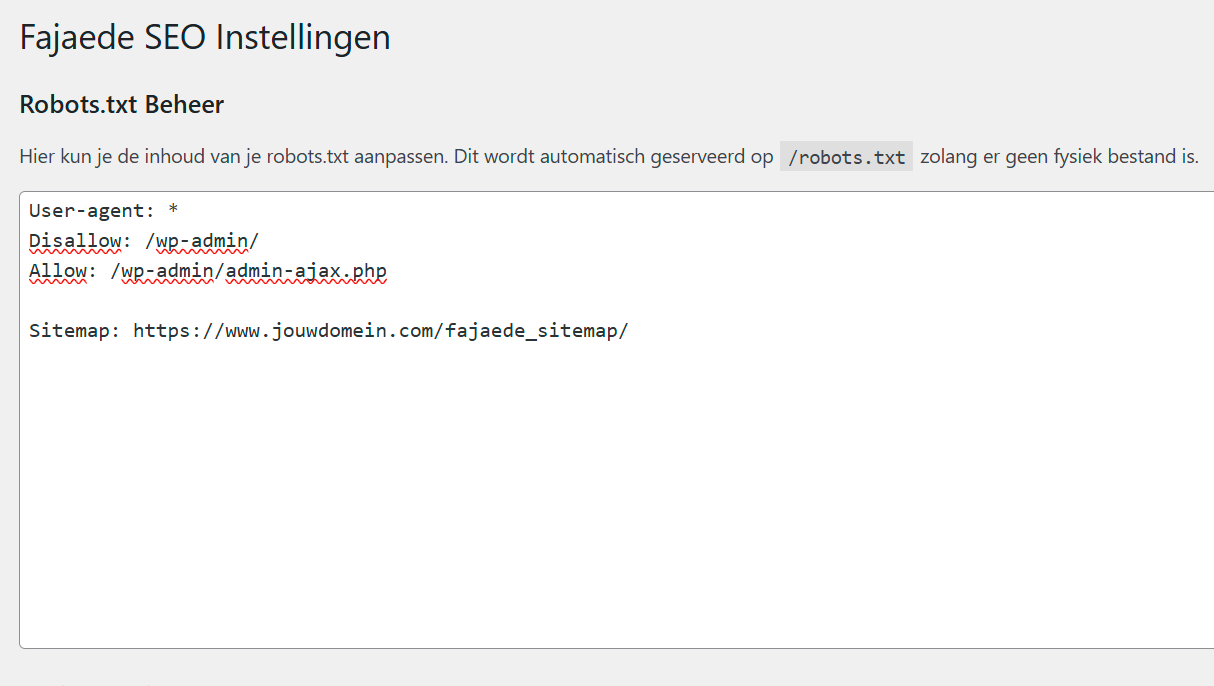 Fajaede SEO Instellingen
Robots.txt Beheer
Hier kun je de inhoud van je robots.txt aanpassen. Dit wordt automatisch geserveerd op /robots.txt zolang er geen fysiek bestand is.
User-agent: *
Disallow: /wp-admin/
Allow: /wp-admin/admin-ajax.php
Sitemap: https://www.jouwdomein.com/fajaede_sitemap/